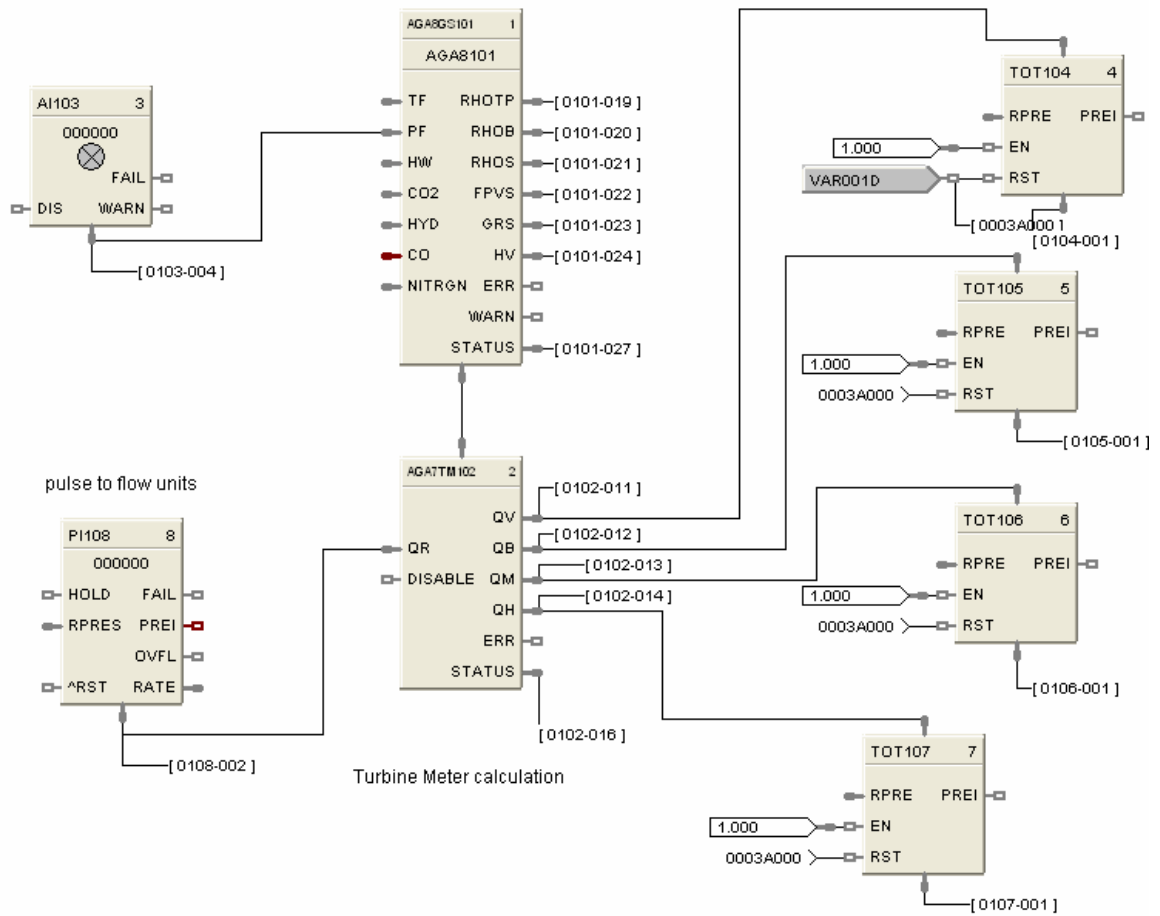 AI103 3
000000
FAIL
DIS WARN
[ 0103-004 ]
AGA8GS101 1
AGA8101
TF RHOTP [ 0101-019 ]
PF RHOB [ 0101-020 ]
HW RHOS [ 0101-021 ]
CO2 FPVS [ 0101-022 ]
HYD GRS [ 0101-023 ]
CO HV [ 0101-024 ]
NITRGN ERR
WARN
STATUS [ 0101-027 ]
TOT104 4
RPRE PREI
1.000 EN
VAR001D RST
[ 0003A000 ]
[ 0104-001 ]
TOT105 5
RPRE PREI
1.000 EN
0003A000 RST
[ 0105-001 ]
pulse to flow units
PI108 8
000000
HOLD FAIL
RPRES PREI
OVFL
^RST RATE
[ 0108-002 ]
AGA7TM102 2
[ 0102-011 ]
QV
[ 0102-012 ]
QR QB
[ 0102-013 ]
DISABLE QM
[ 0102-014 ]
QH
ERR
STATUS
[ 0102-016 ]
Turbine Meter calculation
TOT106 6
RPRE PREI
1.000 EN
0003A000 RST
[ 0106-001 ]
TOT107 7
RPRE PREI
1.000 EN
0003A000 RST
[ 0107-001 ]